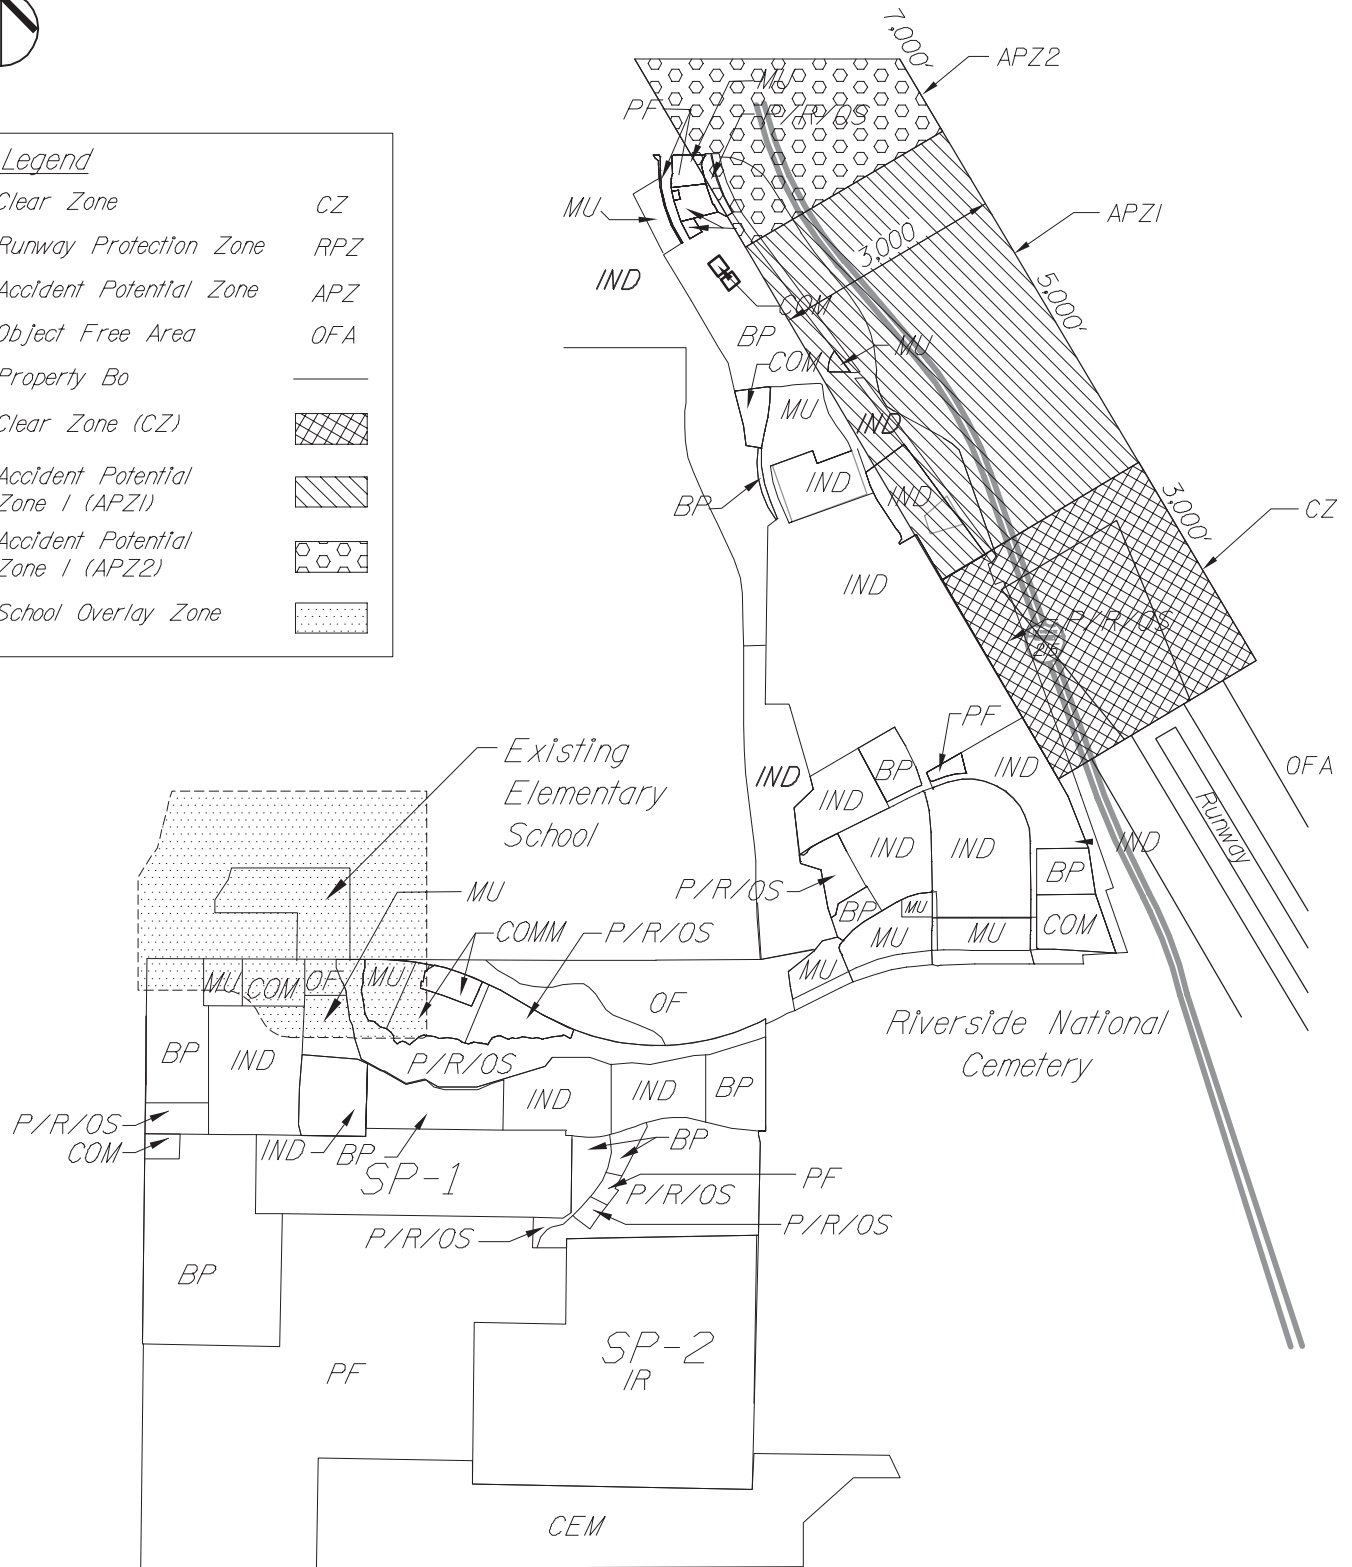 7,000'
APZ2
MU
PF
P/R/OS
Legend
Clear Zone CZ
Runway Protection Zone RPZ
Accident Potential Zone APZ
Object Free Area OFA
Property Bo
Clear Zone (CZ)
Accident Potential
Zone I (APZ1)
Accident Potential
Zone I (APZ2)
School Overlay Zone
MU
APZ1
3,000
IND
5,000'
COM
BP
MU
COM
MU
IND
IND
IND
BP
3,000'
CZ
IND
P/R/OS
215
PF
IND
BP
IND
IND
OFA
Runway
Existing
Elementary
School
IND
IND
IND
BP
P/R/OS
MU
BP
MU
COM
MU
MU
MU
COMM
P/R/OS
MU
COM
OF
MU
OF
Riverside National
Cemetery
BP
IND
P/R/OS
IND
IND
BP
P/R/OS
COM
IND
BP
BP
SP-1
PF
P/R/OS
P/R/OS
P/R/OS
BP
SP-2
IR
PF
CEM